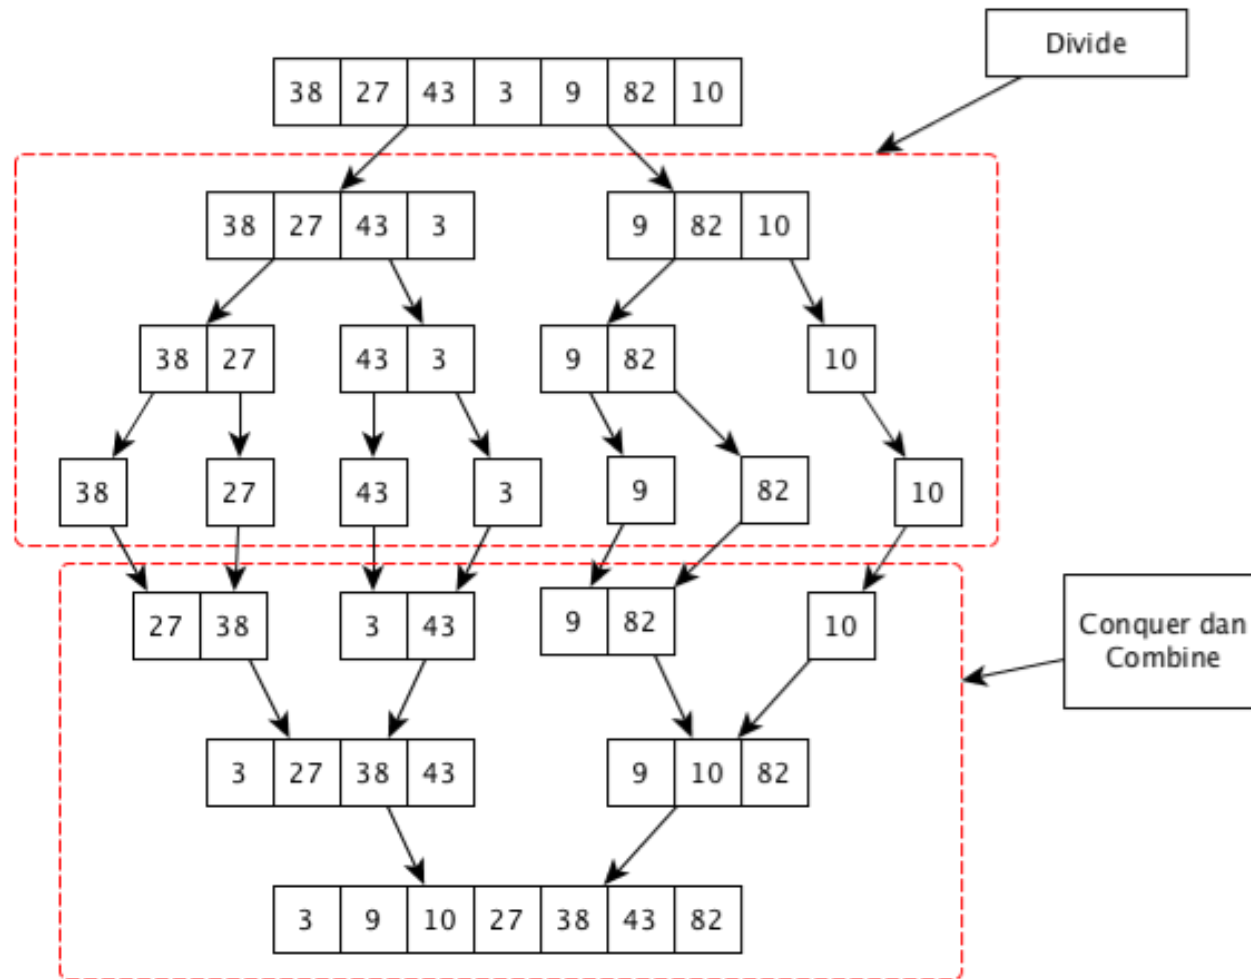 Divide
38 27 43 3 9 82 10
38 27 43 3 9 82 10
38 27 43 3 9 82 10
38 27 43 3 9 82 10
27 38 3 43 9 82 10
Conquer dan
Combine
3 27 38 43 9 10 82
3 9 10 27 38 43 82